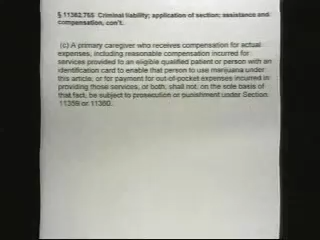 § 11362.765 Criminal liability; application of section; assistance and
compensation, con't.
(c) A primary caregiver who receives compensation for actual
expenses, including reasonable compensation incurred for
services provided to an eligible qualified patient or person with an
identification card to enable that person to use marijuana under
this article, or for payment for out-of-pocket expenses incurred in
providing those services, or both, shall not, on the sole basis of
that fact, be subject to prosecution or punishment under Section
11359 or 11360.